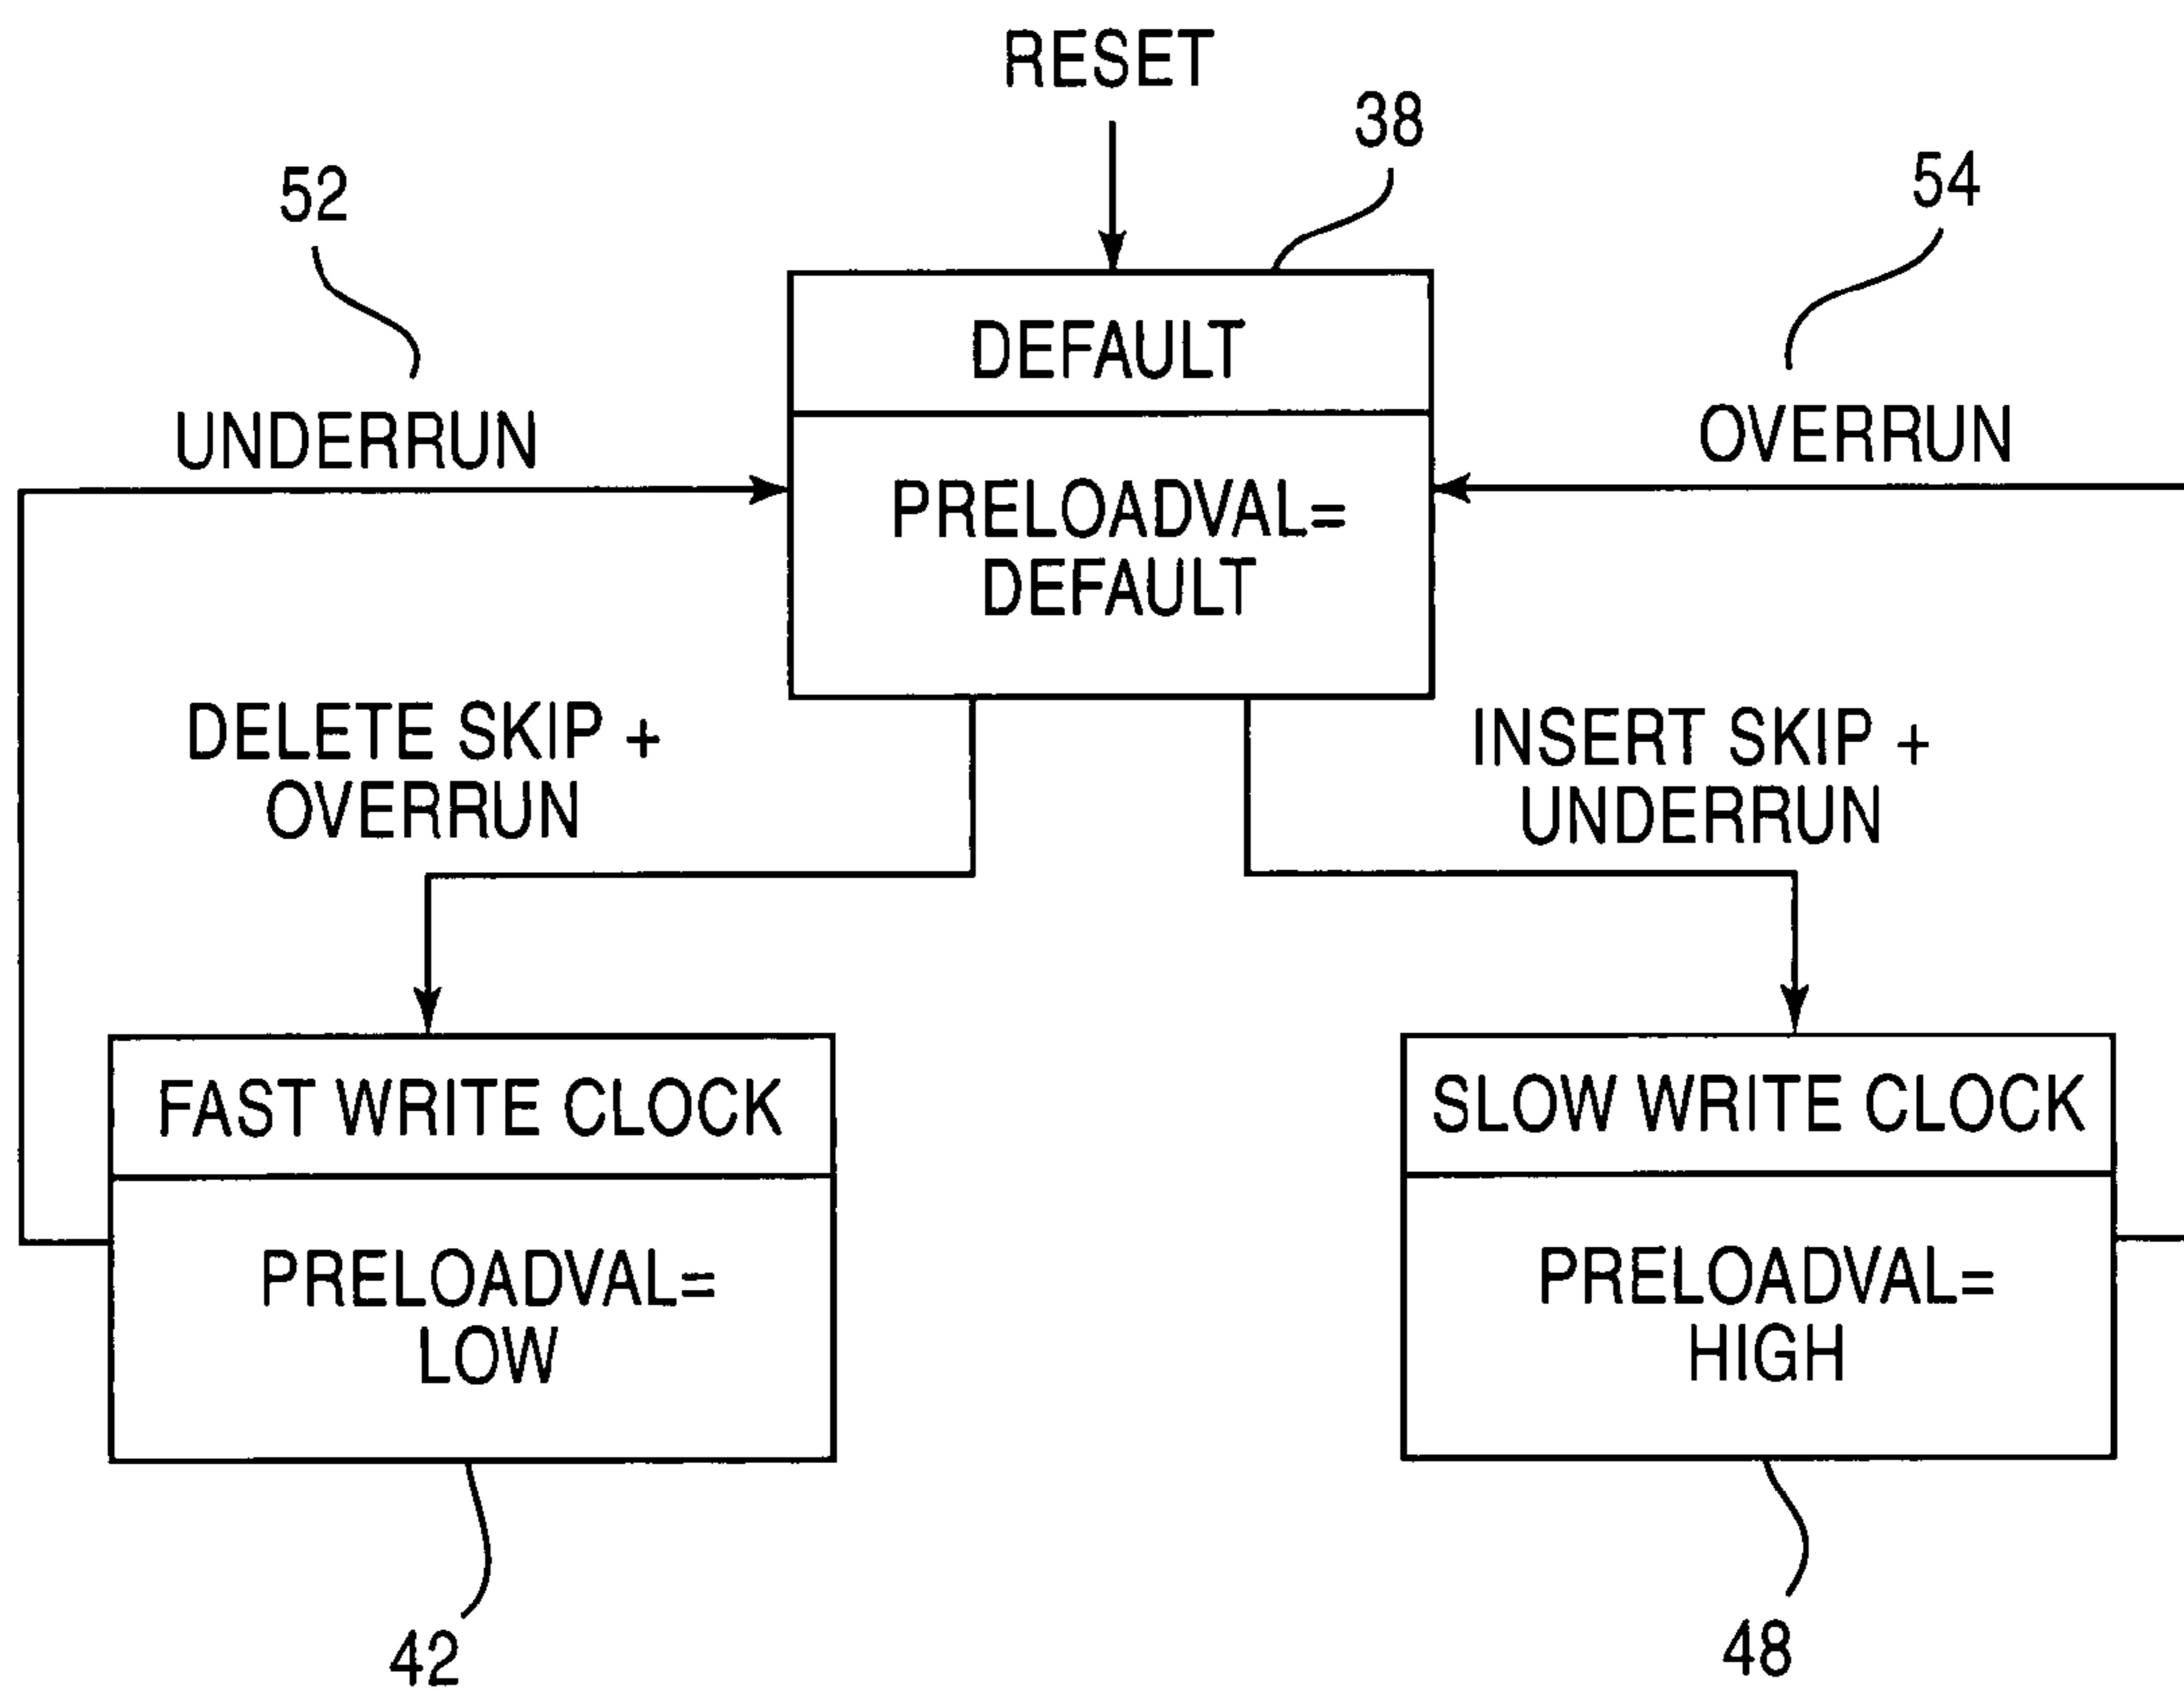 RESET
38
52
54
DEFAULT
UNDERRUN
OVERRUN
PRELOADVAL=
DEFAULT
DELETE SKIP +
OVERRUN
INSERT SKIP +
UNDERRUN
FAST WRITE CLOCK
SLOW WRITE CLOCK
PRELOADVAL=
LOW
PRELOADVAL=
HIGH
42
48